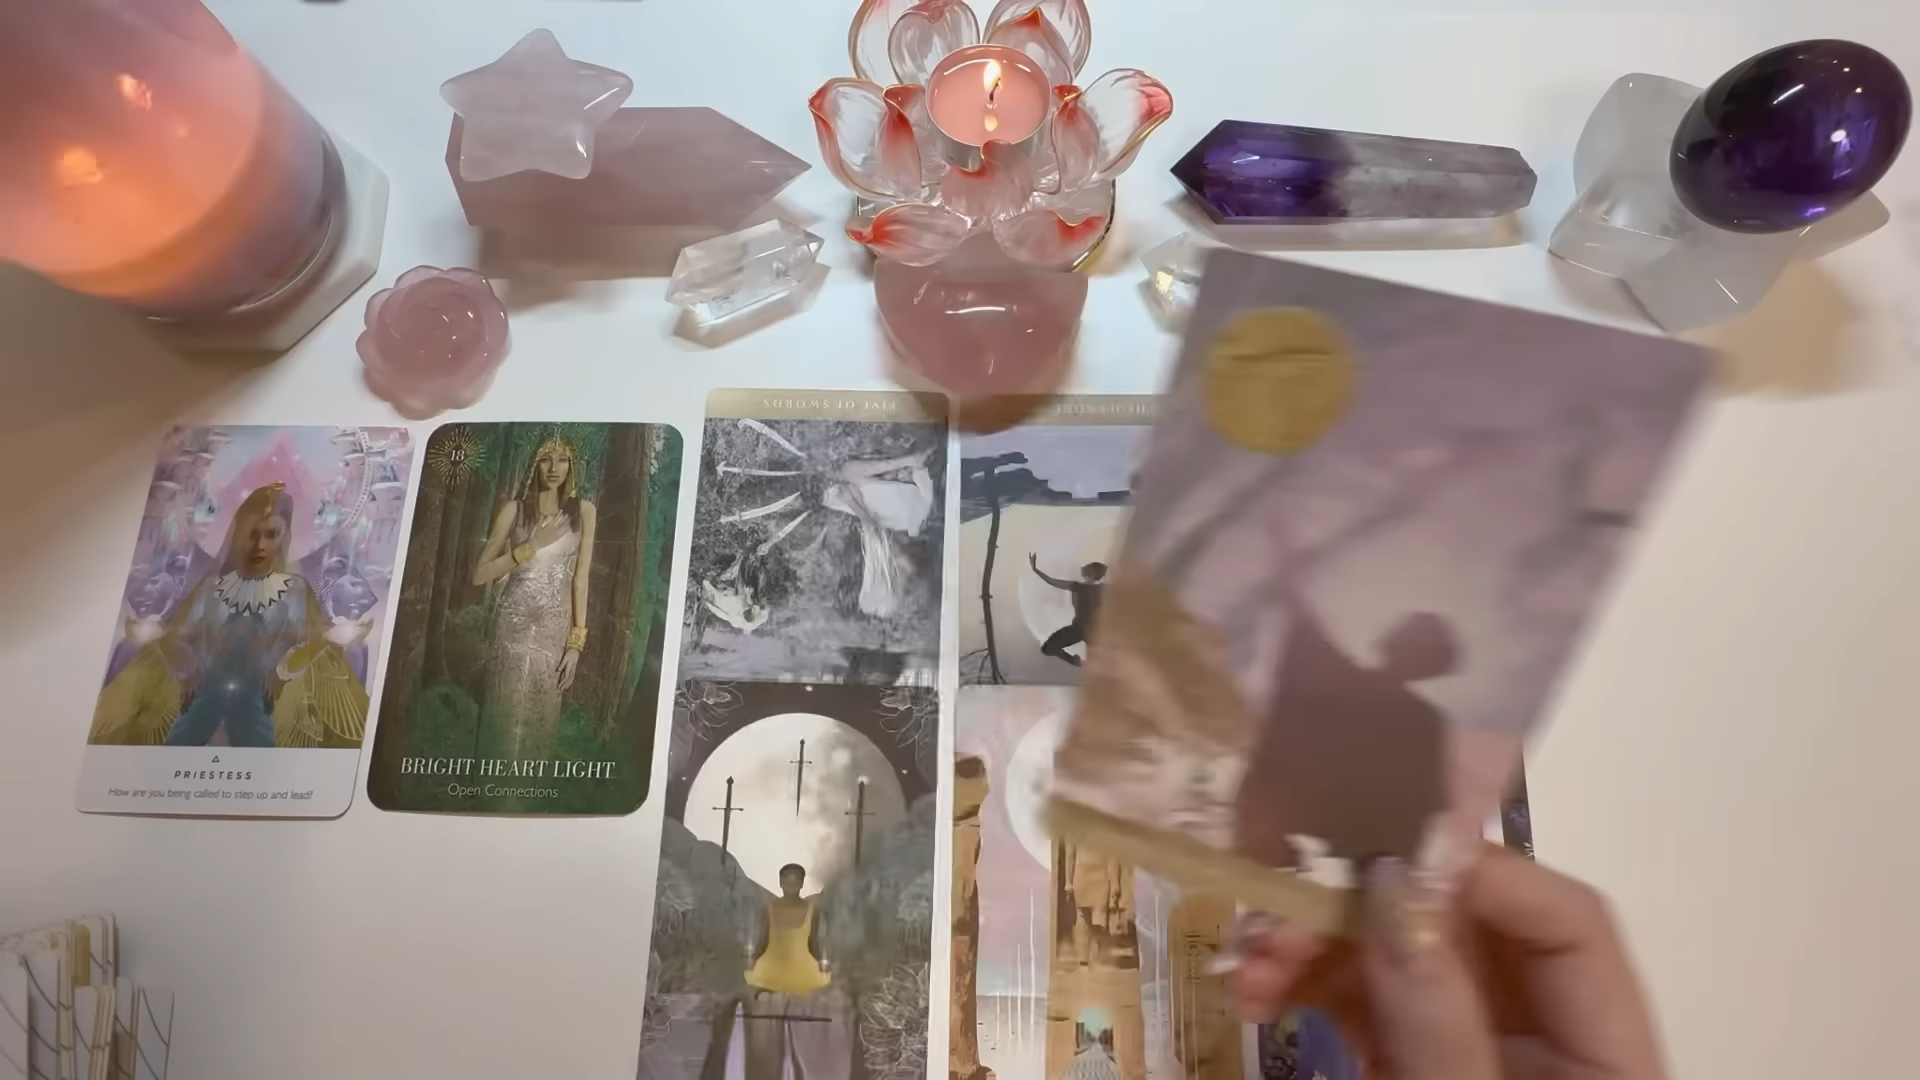 FIVE OF SWORDS
18
PRIESTESS
How are you being called to step up and lead?
BRIGHT HEART LIGHT
Open Connections